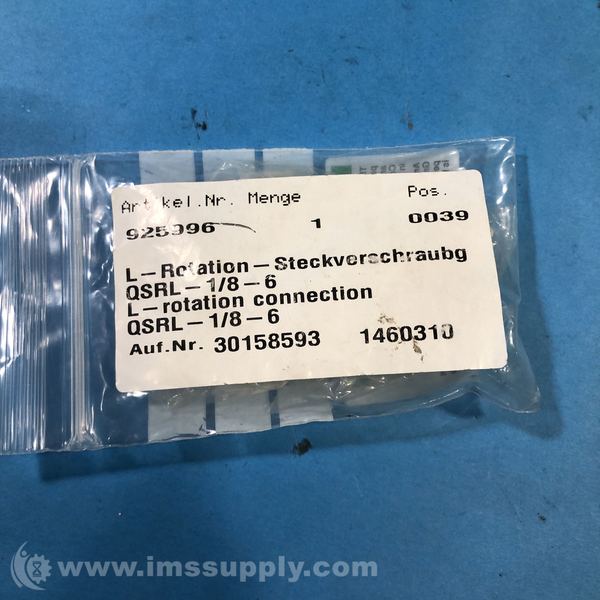 Artikel.Nr. Menge Pos.
925996 1 0039
L-Rotation-Steckverschraubg
QSRL-1/8-6
L-rotation connection
QSRL-1/8-6
Auf.Nr. 30158593 1460310
www.imssupply.com